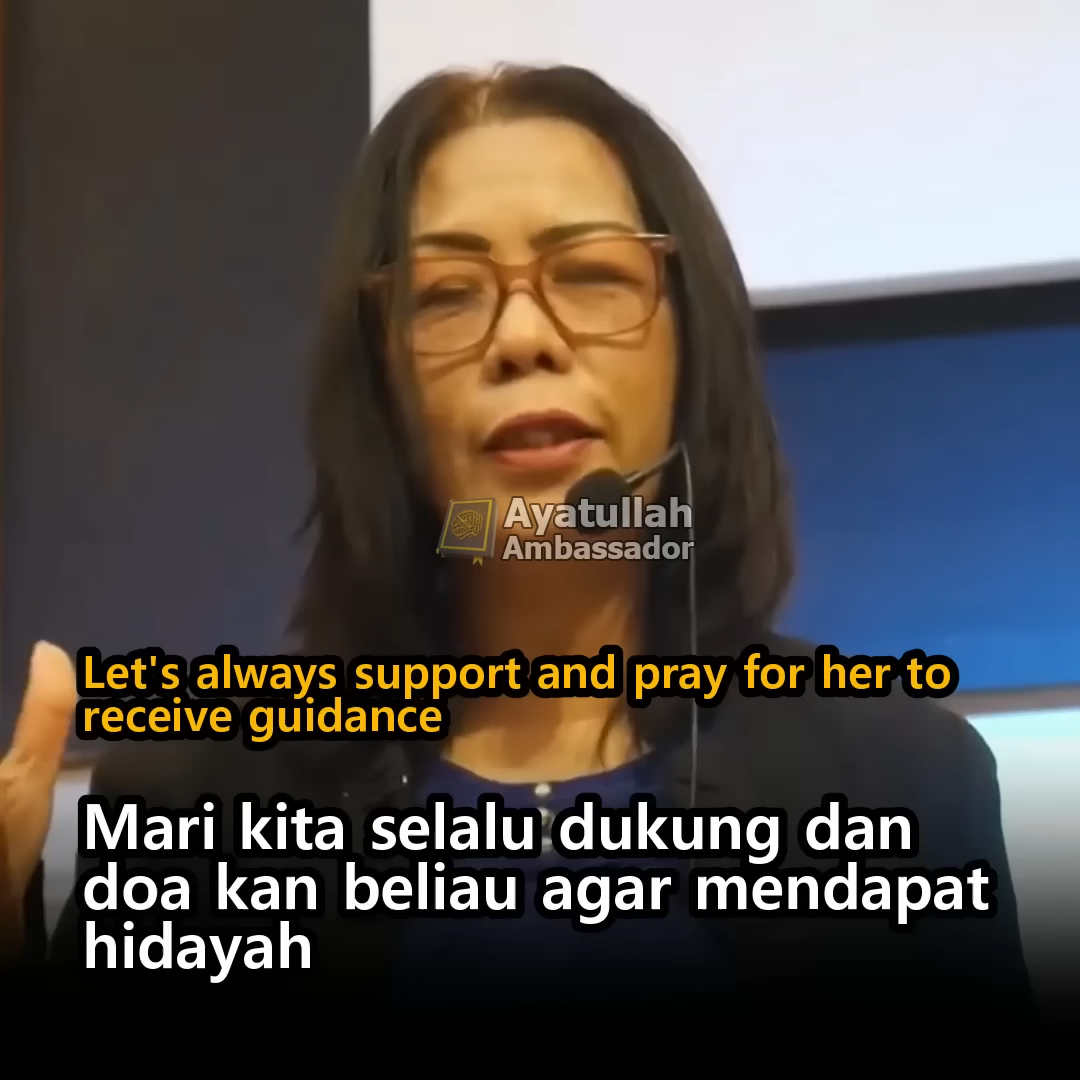 Ayatullah
Ambassador
Let's always support and pray for her to
receive guidance
Mari kita selalu dukung dan
doa kan beliau agar mendapat
hidayah